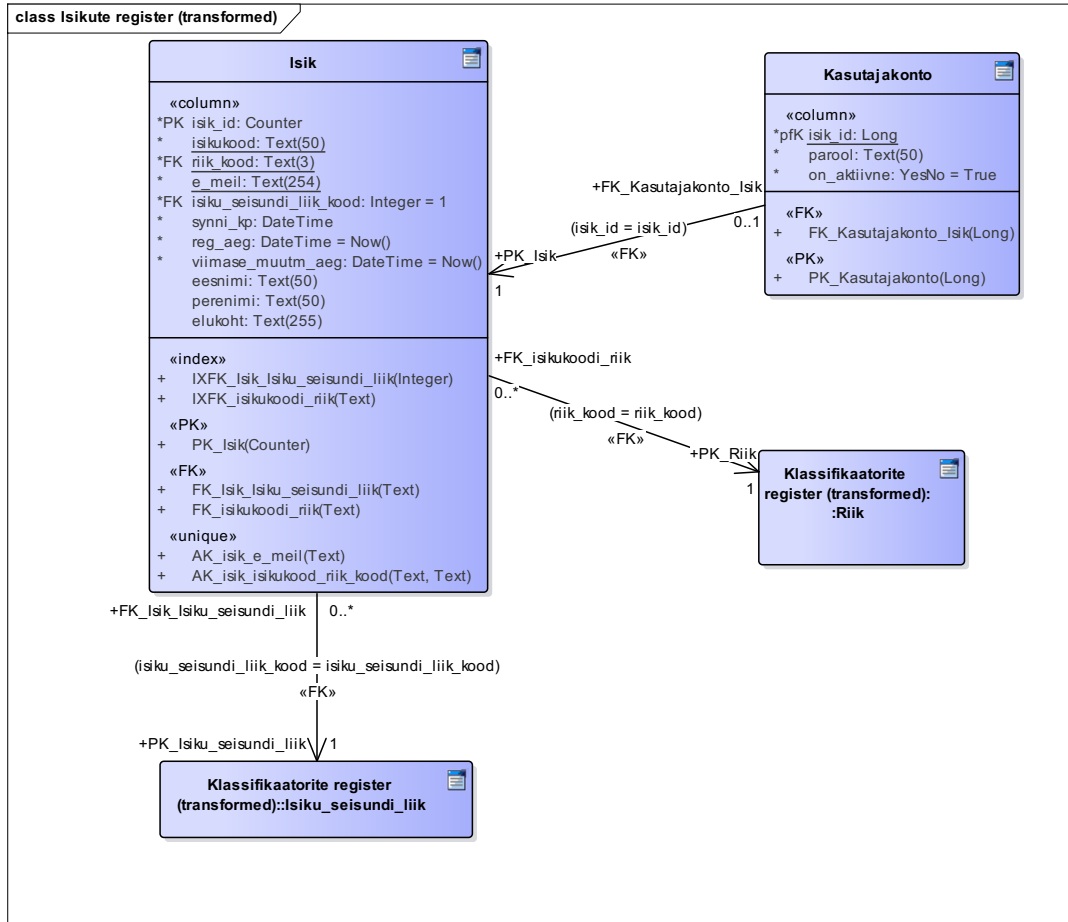 class Isikute register (transformed)
Isik
«column»
*PK isik_id: Counter
* isikukood: Text(50)
*FK riik_kood: Text(3)
* e_meil: Text(254)
*FK isiku_seisundi_liik_kood: Integer = 1
* synni_kp: DateTime
* reg_aeg: DateTime = Now()
* viimase_muutm_aeg: DateTime = Now()
eesnimi: Text(50)
perenimi: Text(50)
elukoht: Text(255)
«index»
+ IXFK_Isik_Isiku_seisundi_liik(Integer)
+ IXFK_isikukoodi_riik(Text)
«PK»
+ PK_Isik(Counter)
«FK»
+ FK_Isik_Isiku_seisundi_liik(Text)
+ FK_isikukoodi_riik(Text)
«unique»
+ AK_isik_e_meil(Text)
+ AK_isik_isikukood_riik_kood(Text, Text)
Kasutajakonto
«column»
*pfK isik_id: Long
* parool: Text(50)
* on_aktiivne: YesNo = True
«FK»
+ FK_Kasutajakonto_Isik(Long)
«PK»
+ PK_Kasutajakonto(Long)
+FK_Kasutajakonto_Isik
0..1
(isik_id = isik_id)
«FK»
+PK_Isik
1
+FK_isikukoodi_riik
0..*
(riik_kood = riik_kood)
«FK»
+PK_Riik
1
Klassifikaatorite
register (transformed):
:Riik
+FK_Isik_Isiku_seisundi_liik
0..*
(isiku_seisundi_liik_kood = isiku_seisundi_liik_kood)
«FK»
+PK_Isiku_seisundi_liik
1
Klassifikaatorite register
(transformed)::Isiku_seisundi_liik